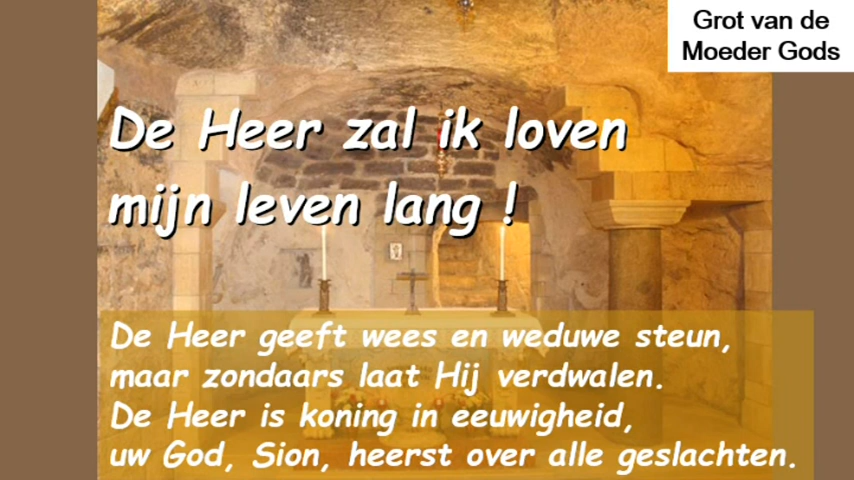 Grot van de
Moeder Gods
De Heer zal ik loven
mijn leven lang !
De Heer geeft wees en weduwe steun,
maar zondaars laat Hij verdwalen.
De Heer is koning in eeuwigheid,
uw God, Sion, heerst over alle geslachten.